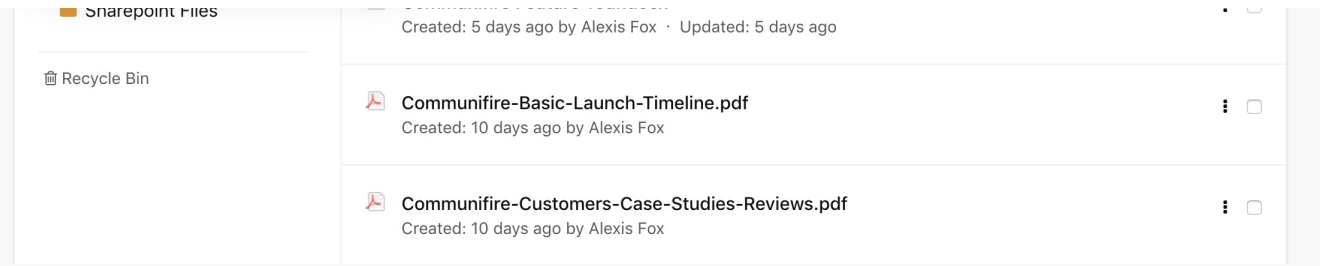 Sharepoint Files
Recycle Bin
Created: 5 days ago by Alexis Fox · Updated: 5 days ago
Communifire-Basic-Launch-Timeline.pdf
Created: 10 days ago by Alexis Fox
Communifire-Customers-Case-Studies-Reviews.pdf
Created: 10 days ago by Alexis Fox